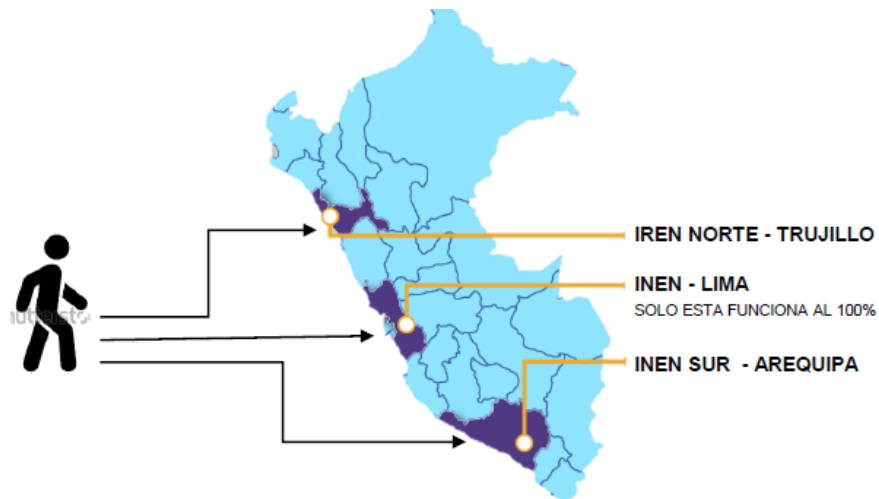 IREN NORTE - TRUJILLO
INEN - LIMA
SOLO ESTA FUNCIONA AL 100%
INEN SUR - AREQUIPA